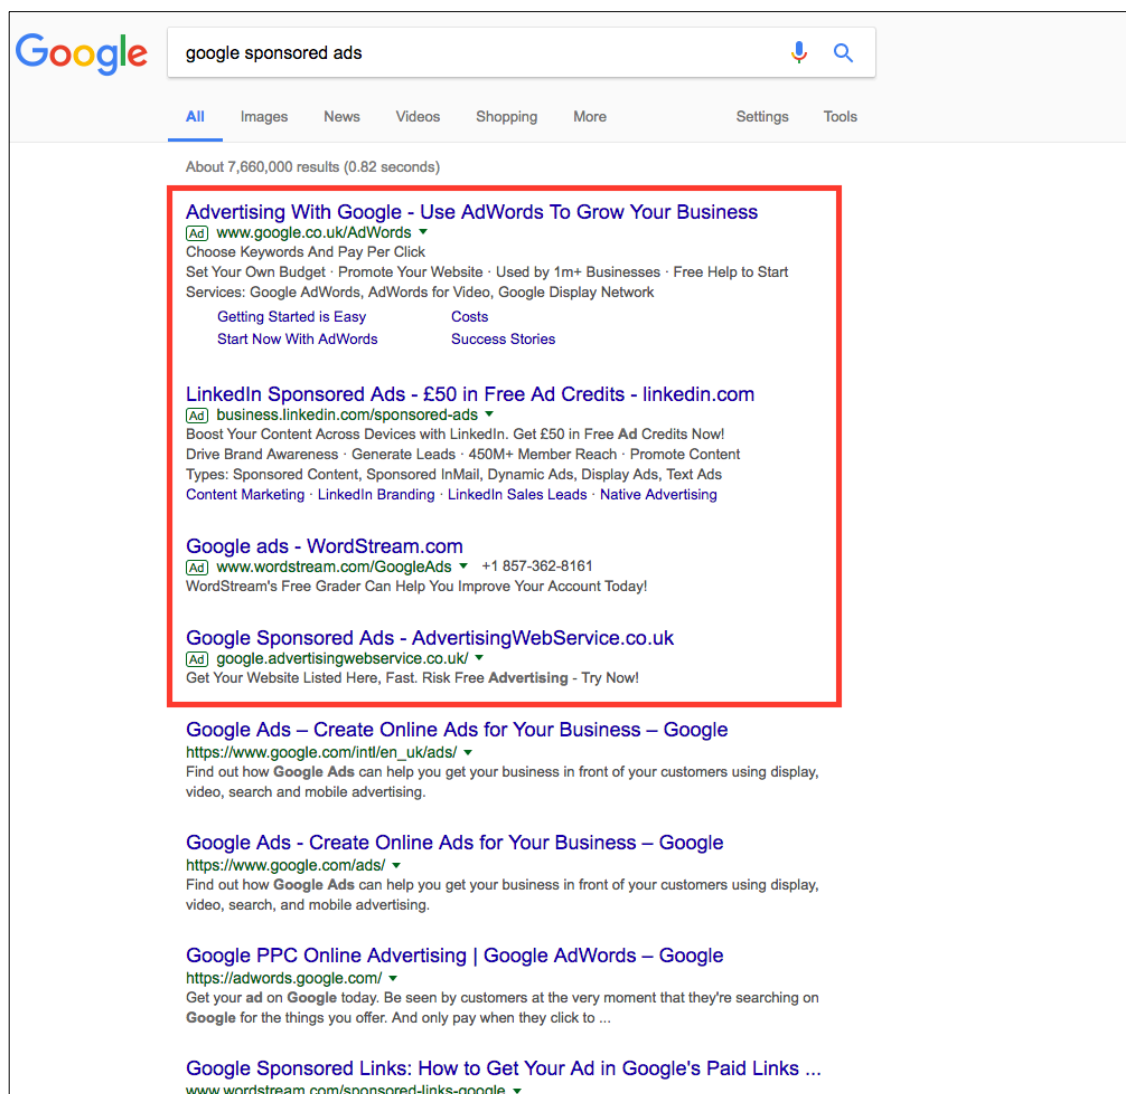 Google
google sponsored ads
All Images News Videos Shopping More Settings Tools
About 7,660,000 results (0.82 seconds)
Advertising With Google - Use AdWords To Grow Your Business
Ad www.google.co.uk/AdWords
Choose Keywords And Pay Per Click
Set Your Own Budget · Promote Your Website · Used by 1m+ Businesses · Free Help to Start
Services: Google AdWords, AdWords for Video, Google Display Network
Getting Started is Easy Costs
Start Now With AdWords Success Stories
LinkedIn Sponsored Ads - £50 in Free Ad Credits - linkedin.com
Ad business.linkedin.com/sponsored-ads
Boost Your Content Across Devices with LinkedIn. Get £50 in Free Ad Credits Now!
Drive Brand Awareness · Generate Leads · 450M+ Member Reach · Promote Content
Types: Sponsored Content, Sponsored InMail, Dynamic Ads, Display Ads, Text Ads
Content Marketing · LinkedIn Branding · LinkedIn Sales Leads · Native Advertising
Google ads - WordStream.com
Ad www.wordstream.com/GoogleAds +1 857-362-8161
WordStream's Free Grader Can Help You Improve Your Account Today!
Google Sponsored Ads - AdvertisingWebService.co.uk
Ad google.advertisingwebservice.co.uk/
Get Your Website Listed Here, Fast. Risk Free Advertising - Try Now!
Google Ads – Create Online Ads for Your Business – Google
https://www.google.com/intl/en_uk/ads/
Find out how Google Ads can help you get your business in front of your customers using display,
video, search and mobile advertising.
Google Ads - Create Online Ads for Your Business – Google
https://www.google.com/ads/
Find out how Google Ads can help you get your business in front of your customers using display,
video, search, and mobile advertising.
Google PPC Online Advertising | Google AdWords – Google
https://adwords.google.com/
Get your ad on Google today. Be seen by customers at the very moment that they're searching on
Google for the things you offer. And only pay when they click to ...
Google Sponsored Links: How to Get Your Ad in Google's Paid Links ...
www.wordstream.com/sponsored-links-google